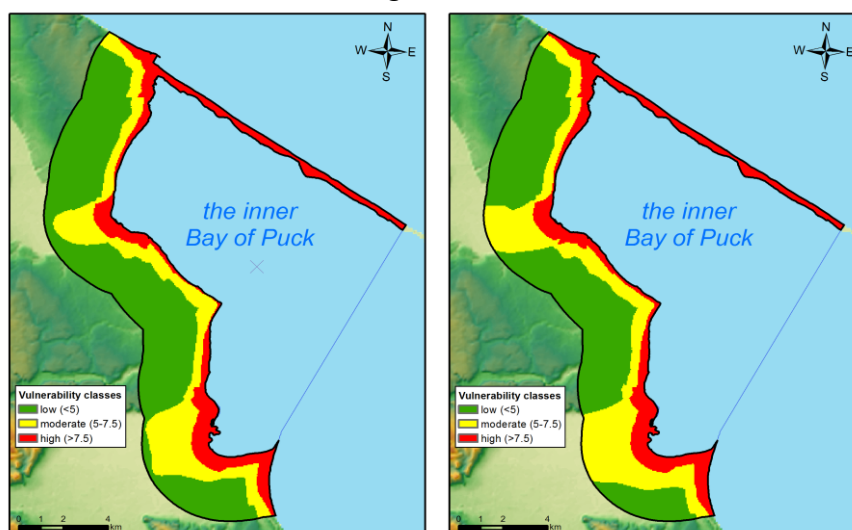 N
W E
S
the inner
Bay of Puck
Vulnerability classes
low (<5)
moderate (5-7.5)
high (>7.5)
0 1 2 4
km
N
W E
S
the inner
Bay of Puck
Vulnerability classes
low (<5)
moderate (5-7.5)
high (>7.5)
0 1 2 4
km